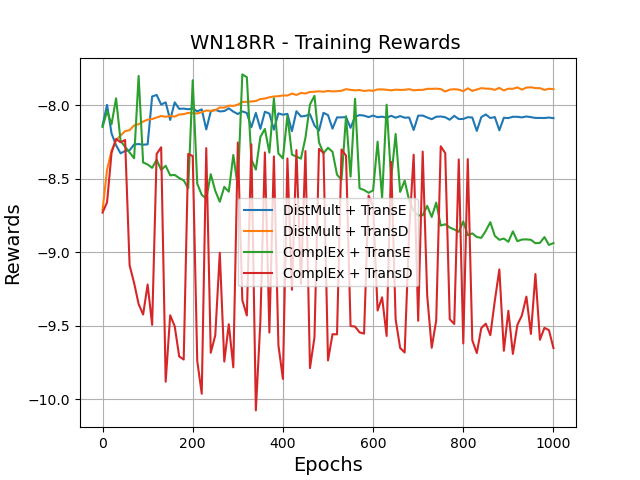 WN18RR - Training Rewards
Rewards
−8.0
−8.5
−9.0
−9.5
−10.0
DistMult + TransE
DistMult + TransD
ComplEx + TransE
ComplEx + TransD
0 200 400 600 800 1000
Epochs